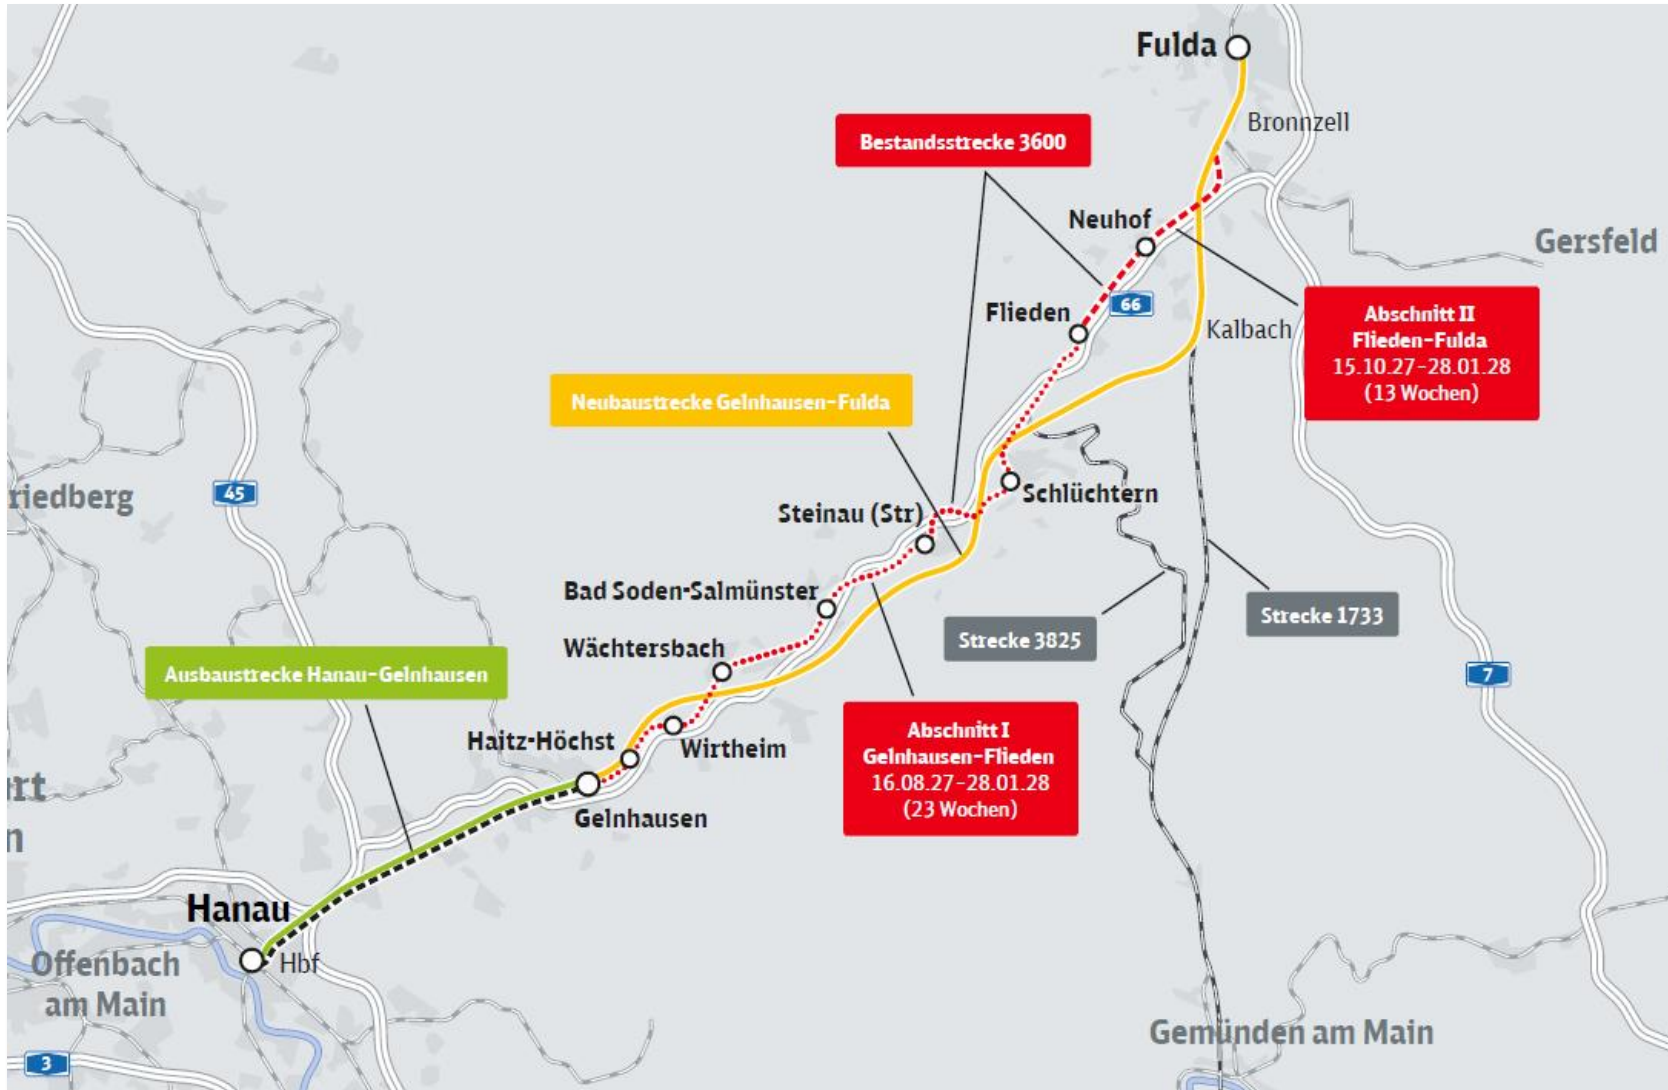 Fulda
Bronnzell
Bestandsstrecke 3600
Neuhof
Gersfeld
66
Flieden
Kalbach
Abschnitt II
Flieden-Fulda
15.10.27-28.01.28
(13 Wochen)
Neubaustrecke Gelnhausen-Fulda
riedberg
45
Schlüchtern
Steinau (Str)
Bad Soden-Salmünster
Strecke 3825
Strecke 1733
Wächtersbach
Ausbaustrecke Hanau-Gelnhausen
7
Haitz-Höchst
Wirtheim
Abschnitt I
Gelnhausen-Flieden
16.08.27-28.01.28
(23 Wochen)
rt
n
Gelnhausen
Hanau
Hbf
Offenbach
am Main
Gemünden am Main
3